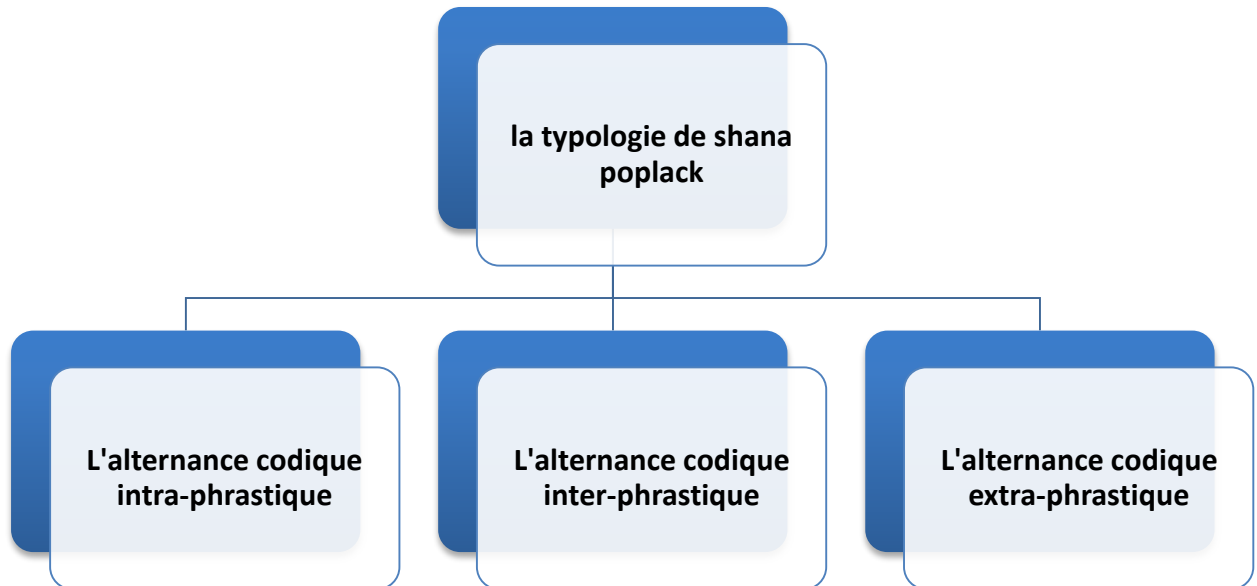 la typologie de shana
poplack
L'alternance codique
intra-phrastique
L'alternance codique
inter-phrastique
L'alternance codique
extra-phrastique